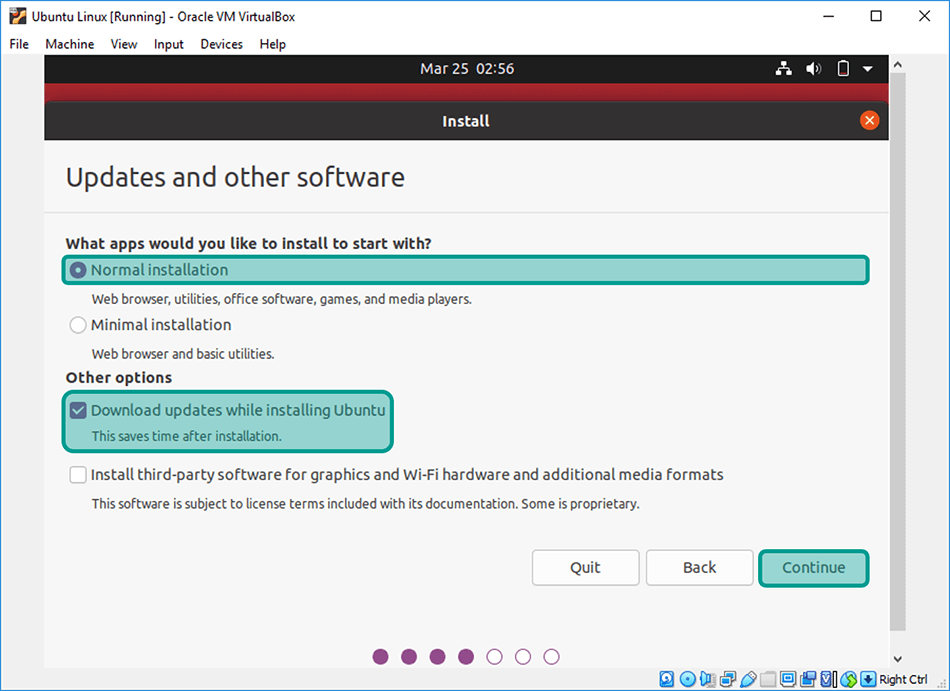 Ubuntu Linux [Running] - Oracle VM VirtualBox
File Machine View Input Devices Help
Mar 25 02:56
Install
Updates and other software
What apps would you like to install to start with?
Normal installation
Web browser, utilities, office software, games, and media players.
Minimal installation
Web browser and basic utilities.
Other options
Download updates while installing Ubuntu
This saves time after installation.
Install third-party software for graphics and Wi-Fi hardware and additional media formats
This software is subject to license terms included with its documentation. Some is proprietary.
Quit Back Continue
Right Ctrl